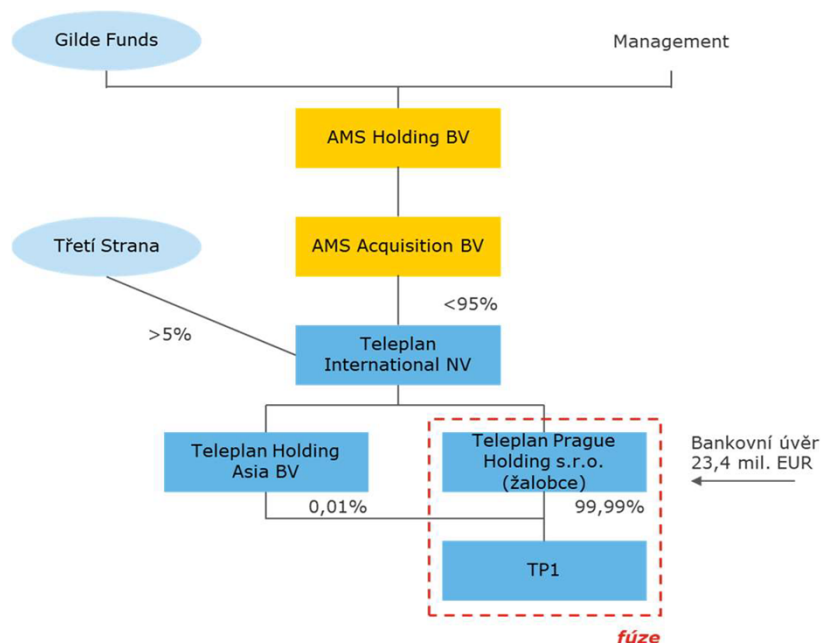 Gilde Funds
Management
AMS Holding BV
Třetí Strana
AMS Acquisition BV
<95%
>5%
Teleplan
International NV
Teleplan Holding
Asia BV
Teleplan Prague
Holding s.r.o.
(žalobce)
Bankovní úvěr
23,4 mil. EUR
0,01%
99,99%
TP1
fúze